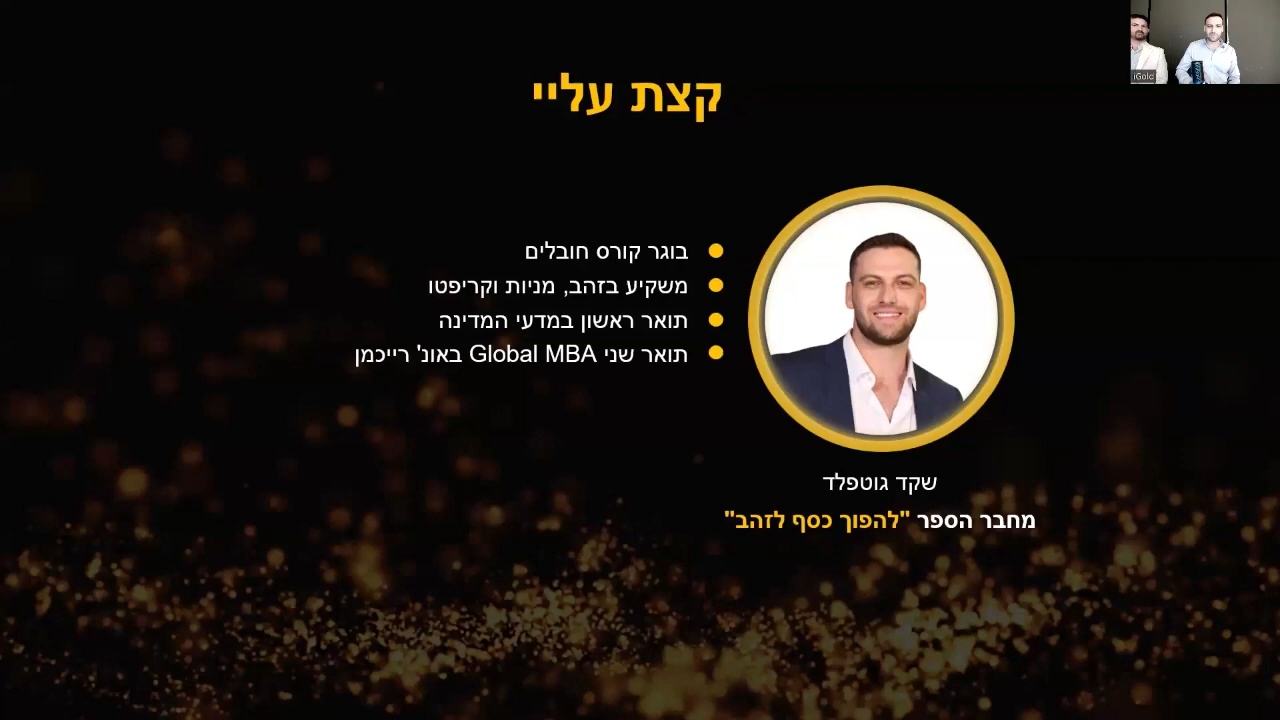 iGold
קצת עליי
בוגר קורס חובלים
משקיע בזהב, מניות וקריפטו
תואר ראשון במדעי המדינה
תואר שני Global MBA באונ' רייכמן
שקד גוטפלד
מחבר הספר "להפוך כסף לזהב"